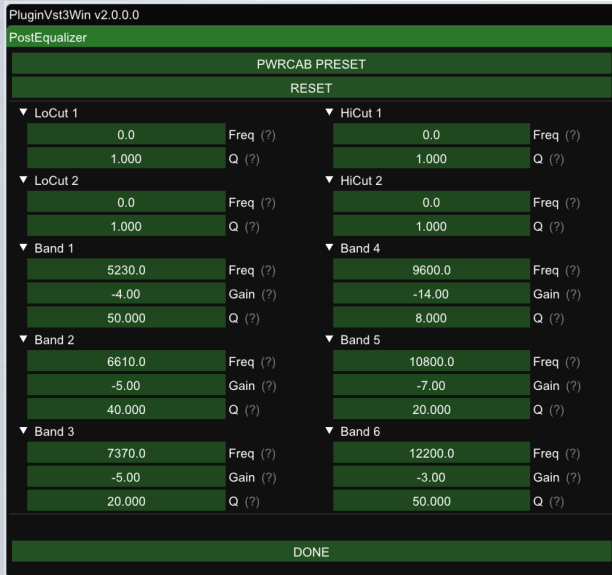 PluginVst3Win v2.0.0.0
PostEqualizer
PWRCAB PRESET
RESET
▼ LoCut 1
0.0 Freq (?)
1.000 Q (?)
▼ HiCut 1
0.0 Freq (?)
1.000 Q (?)
▼ LoCut 2
0.0 Freq (?)
1.000 Q (?)
▼ HiCut 2
0.0 Freq (?)
1.000 Q (?)
▼ Band 1
5230.0 Freq (?)
-4.00 Gain (?)
50.000 Q (?)
▼ Band 4
9600.0 Freq (?)
-14.00 Gain (?)
8.000 Q (?)
▼ Band 2
6610.0 Freq (?)
-5.00 Gain (?)
40.000 Q (?)
▼ Band 5
10800.0 Freq (?)
-7.00 Gain (?)
20.000 Q (?)
▼ Band 3
7370.0 Freq (?)
-5.00 Gain (?)
20.000 Q (?)
▼ Band 6
12200.0 Freq (?)
-3.00 Gain (?)
50.000 Q (?)
DONE